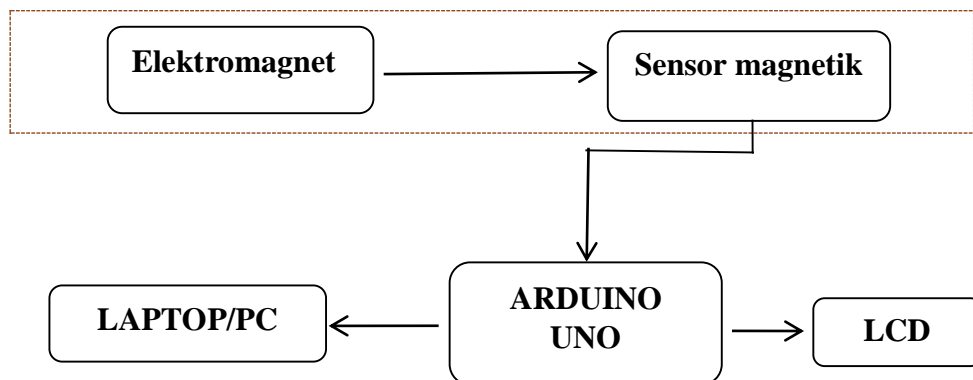 Elektromagnet
Sensor magnetik
LAPTOP/PC
ARDUINO
UNO
LCD